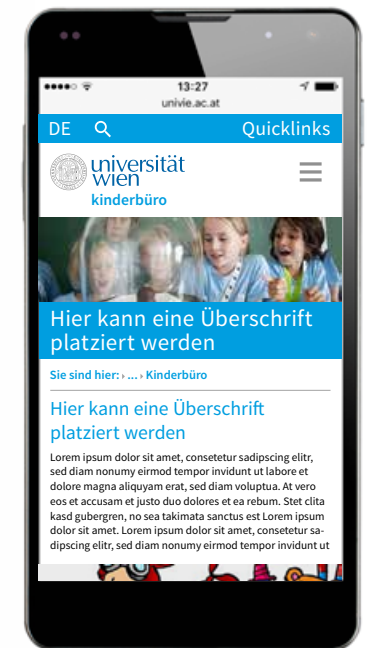 13:27
univie.ac.at
DE
Quicklinks
universität
wien
kinderbüro
Hier kann eine Überschrift
platziert werden
Sie sind hier: › ... › Kinderbüro
Hier kann eine Überschrift
platziert werden
Lorem ipsum dolor sit amet, consetetur sadipscing elitr,
sed diam nonumy eirmod tempor invidunt ut labore et
dolore magna aliquyam erat, sed diam voluptua. At vero
eos et accusam et justo duo dolores et ea rebum. Stet clita
kasd gubergren, no sea takimata sanctus est Lorem ipsum
dolor sit amet. Lorem ipsum dolor sit amet, consetetur sa-
dipscing elitr, sed diam nonumy eirmod tempor invidunt ut